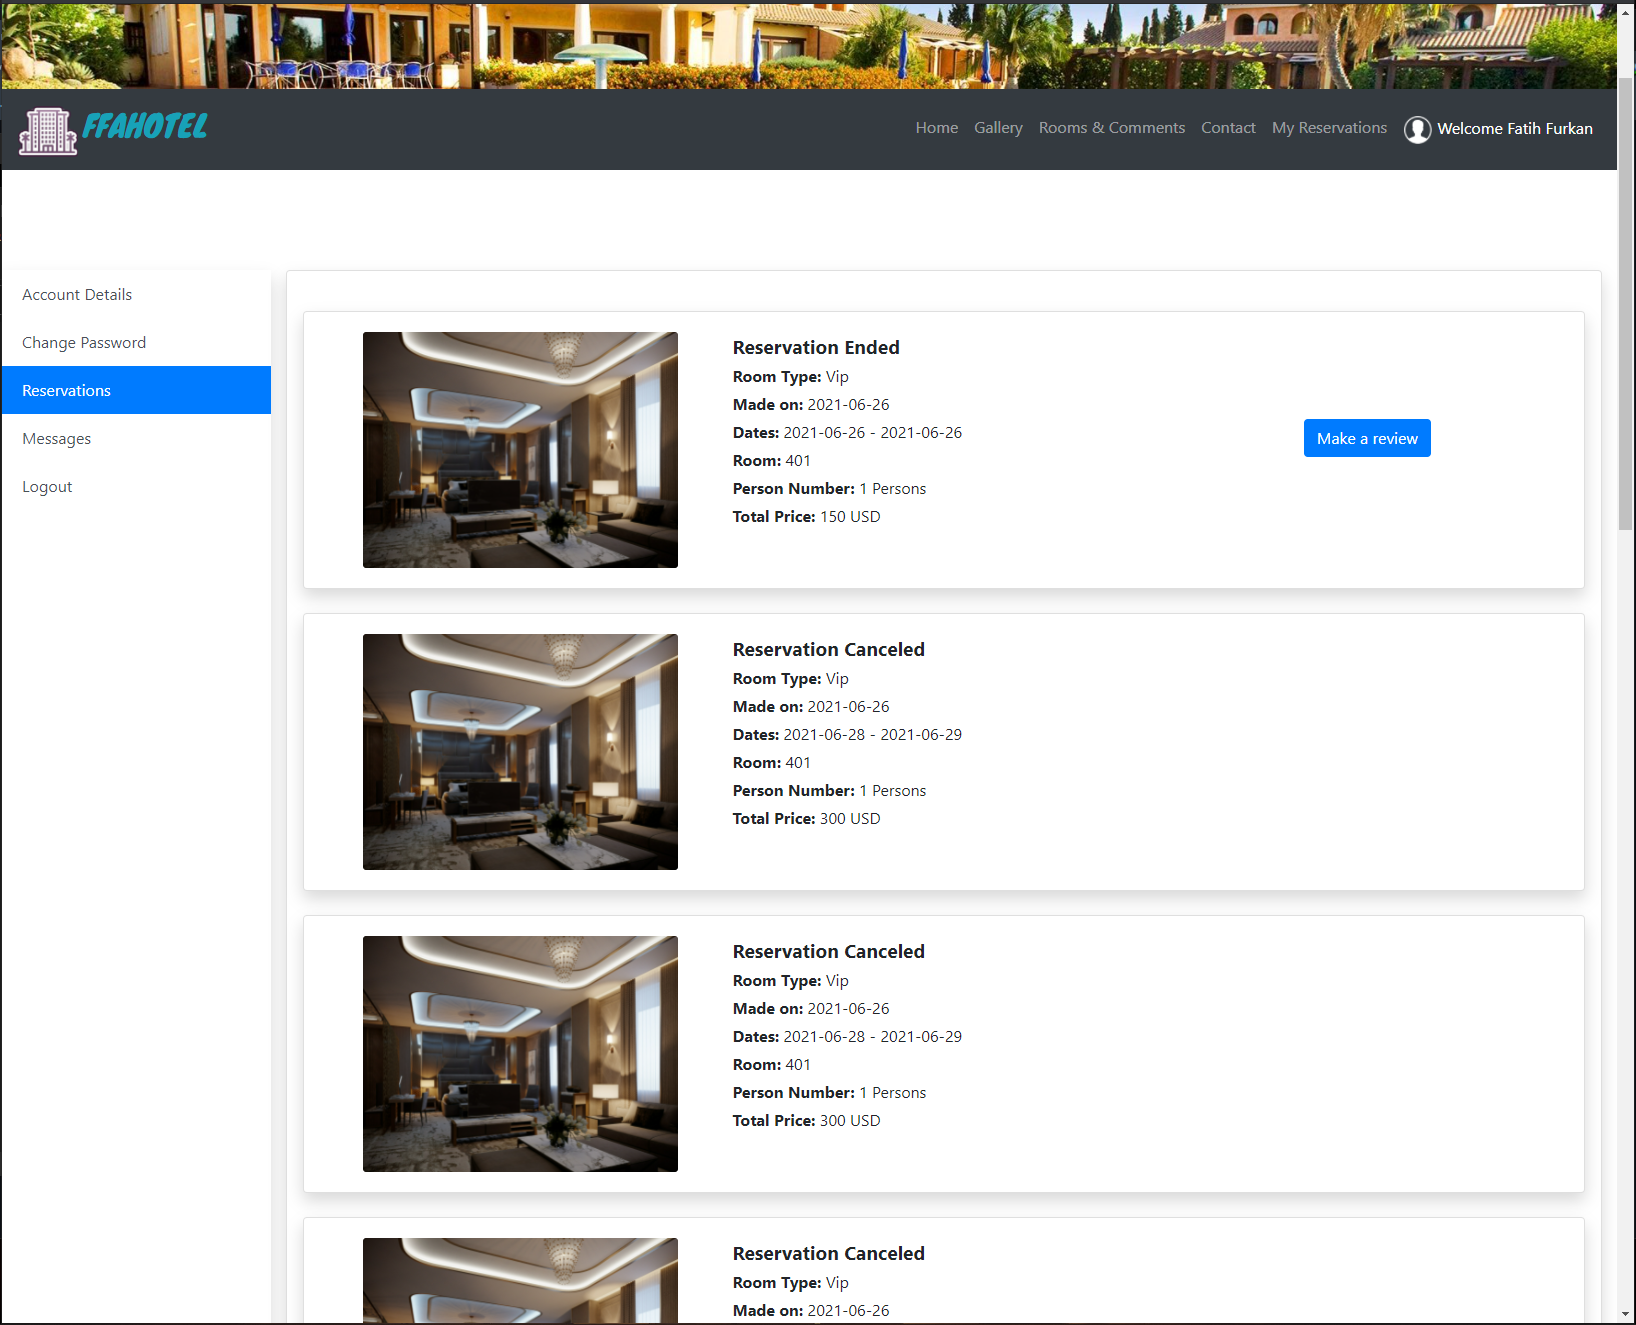 FFAHOTEL
Home Gallery Rooms & Comments Contact My Reservations Welcome Fatih Furkan
Account Details
Change Password
Reservations
Messages
Logout
Reservation Ended
Room Type: Vip
Made on: 2021-06-26
Dates: 2021-06-26 - 2021-06-26
Room: 401
Person Number: 1 Persons
Total Price: 150 USD
Make a review
Reservation Canceled
Room Type: Vip
Made on: 2021-06-26
Dates: 2021-06-28 - 2021-06-29
Room: 401
Person Number: 1 Persons
Total Price: 300 USD
Reservation Canceled
Room Type: Vip
Made on: 2021-06-26
Dates: 2021-06-28 - 2021-06-29
Room: 401
Person Number: 1 Persons
Total Price: 300 USD
Reservation Canceled
Room Type: Vip
Made on: 2021-06-26